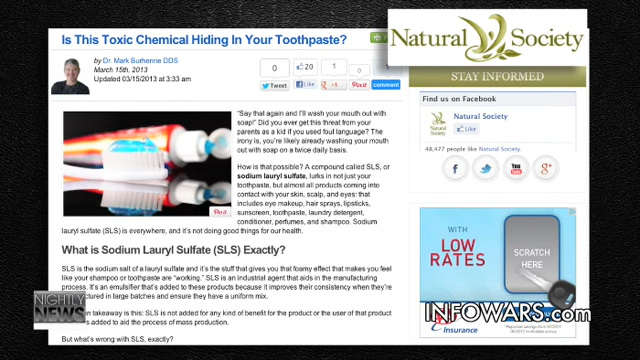 Is This Toxic Chemical Hiding In Your Toothpaste?
by Dr. Mark Burhenne DDS
March 15th, 2013
Updated 03/15/2013 at 3:33 am
0
20
1
0
Tweet
Like
+1
Pin it
comment
Natural Society
STAY INFORMED
Find us on Facebook
Natural Society
Like
48,477 people like Natural Society.
Pin it
"Say that again and I'll wash your mouth out with
soap!" Did you ever get this threat from your
parents as a kid if you used foul language? The
irony is, you're likely already washing your mouth
out with soap on a twice daily basis.
How is that possible? A compound called SLS, or
sodium lauryl sulfate, lurks in not just your
toothpaste, but almost all products coming into
contact with your skin, scalp, and eyes: that
includes eye makeup, hair sprays, lipsticks,
sunscreen, toothpaste, laundry detergent,
conditioner, perfumes, and shampoo. Sodium
lauryl sulfate (SLS) is everywhere, and it's not doing good things for our health.
What is Sodium Lauryl Sulfate (SLS) Exactly?
SLS is the sodium salt of a lauryl sulfate and it's the stuff that gives you that foamy effect that makes you feel
like your shampoo or toothpaste are "working." SLS is an industrial agent that aids in the manufacturing
process. It's an emulsifier that's added to these products because it improves their consistency when they're
in large batches and ensure they have a uniform mix.
takeaway is this: SLS is not added for any kind of benefit for the product or the user of that product
added to aid the process of mass production.
But what's wrong with SLS, exactly?
WITH
LOW
RATES
SCRATCH
HERE
Insurance
NIGHTLY
NEWS
INFOWARS.com